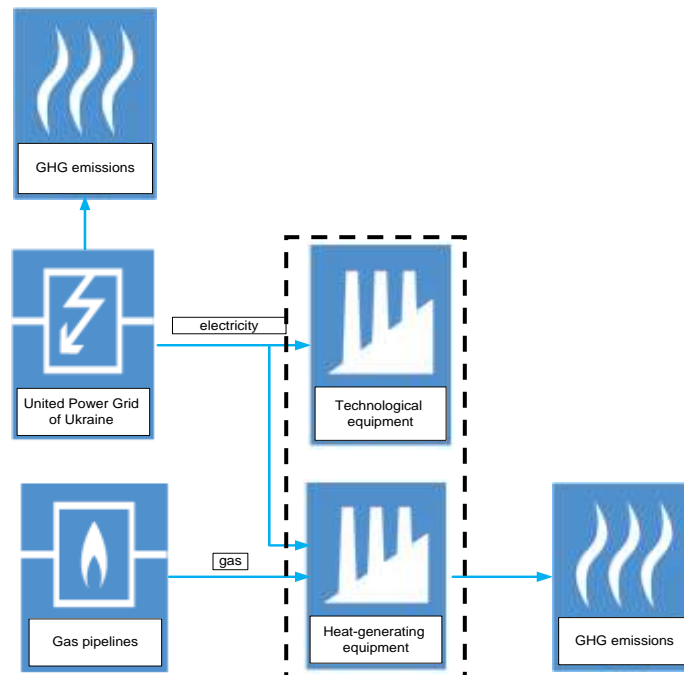 GHG emissions
electricity
United Power Grid
of Ukraine
Technological
equipment
gas
Gas pipelines
Heat-generating
equipment
GHG emissions